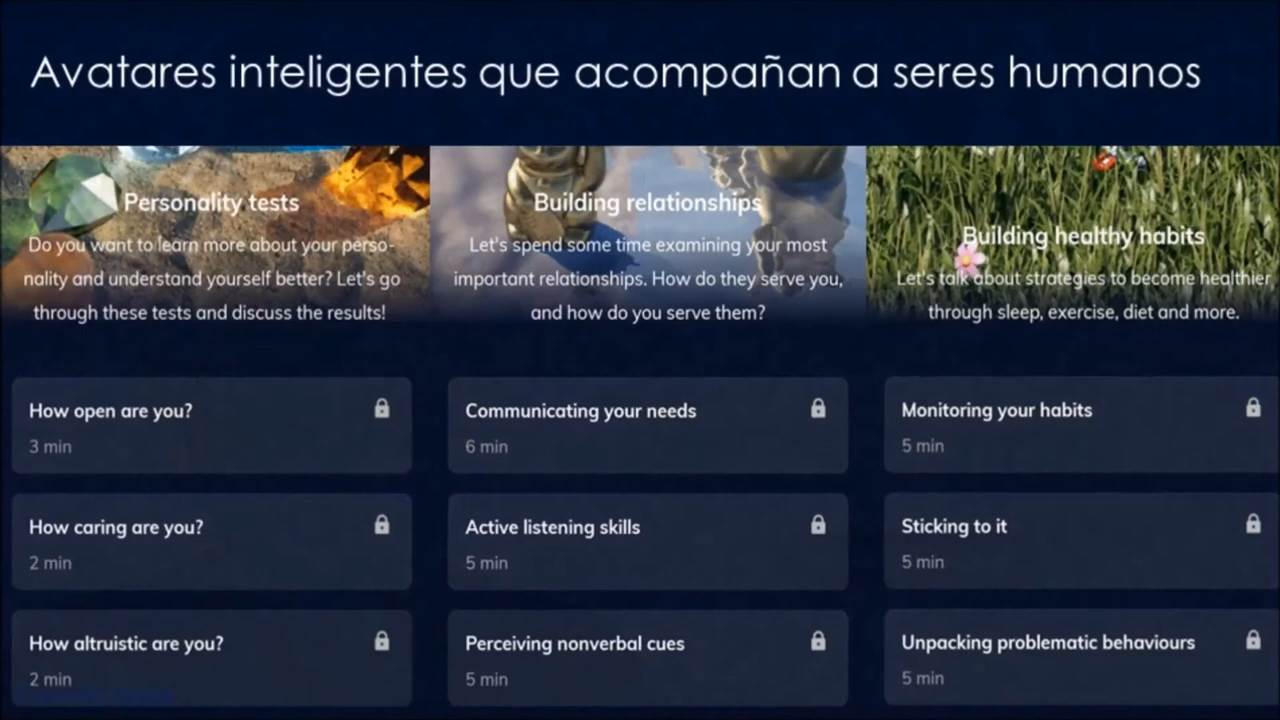 Avatares inteligentes que acompañan a seres humanos
Personality tests
Do you want to learn more about your perso-
nality and understand yourself better? Let's go
through these tests and discuss the results!
Building relationships
Let's spend some time examining your most
important relationships. How do they serve you,
and how do you serve them?
Building healthy habits
Let's talk about strategies to become healthier
through sleep, exercise, diet and more.
How open are you?
3 min
How caring are you?
2 min
How altruistic are you?
2 min
Communicating your needs
6 min
Active listening skills
5 min
Perceiving nonverbal cues
5 min
Monitoring your habits
5 min
Sticking to it
5 min
Unpacking problematic behaviours
5 min